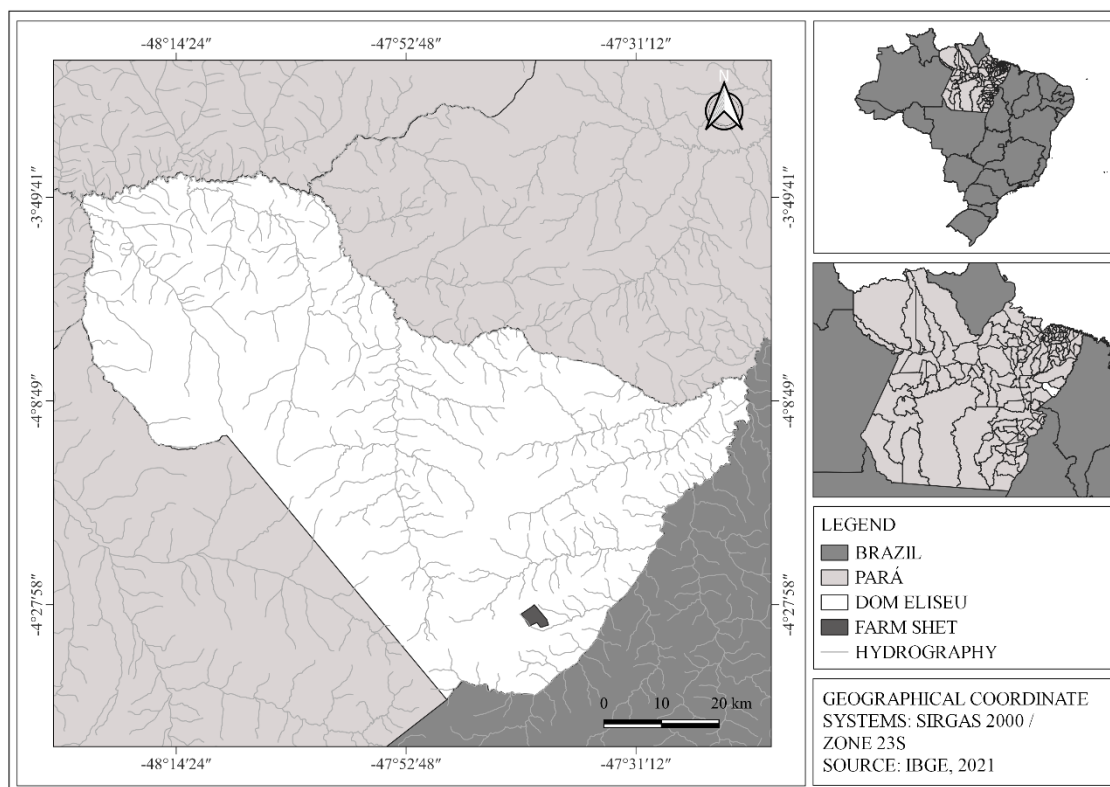 -48°14′24″
-47°52′48″
-47°31′12″
N
-3°49′41″
-3°49′41″
-4°8′49″
-4°8′49″
-4°27′58″
-4°27′58″
0 10 20 km
-48°14′24″
-47°52′48″
-47°31′12″
LEGEND
BRAZIL
PARÁ
DOM ELISEU
FARM SHET
HYDROGRAPHY
GEOGRAPHICAL COORDINATE
SYSTEMS: SIRGAS 2000 /
ZONE 23S
SOURCE: IBGE, 2021